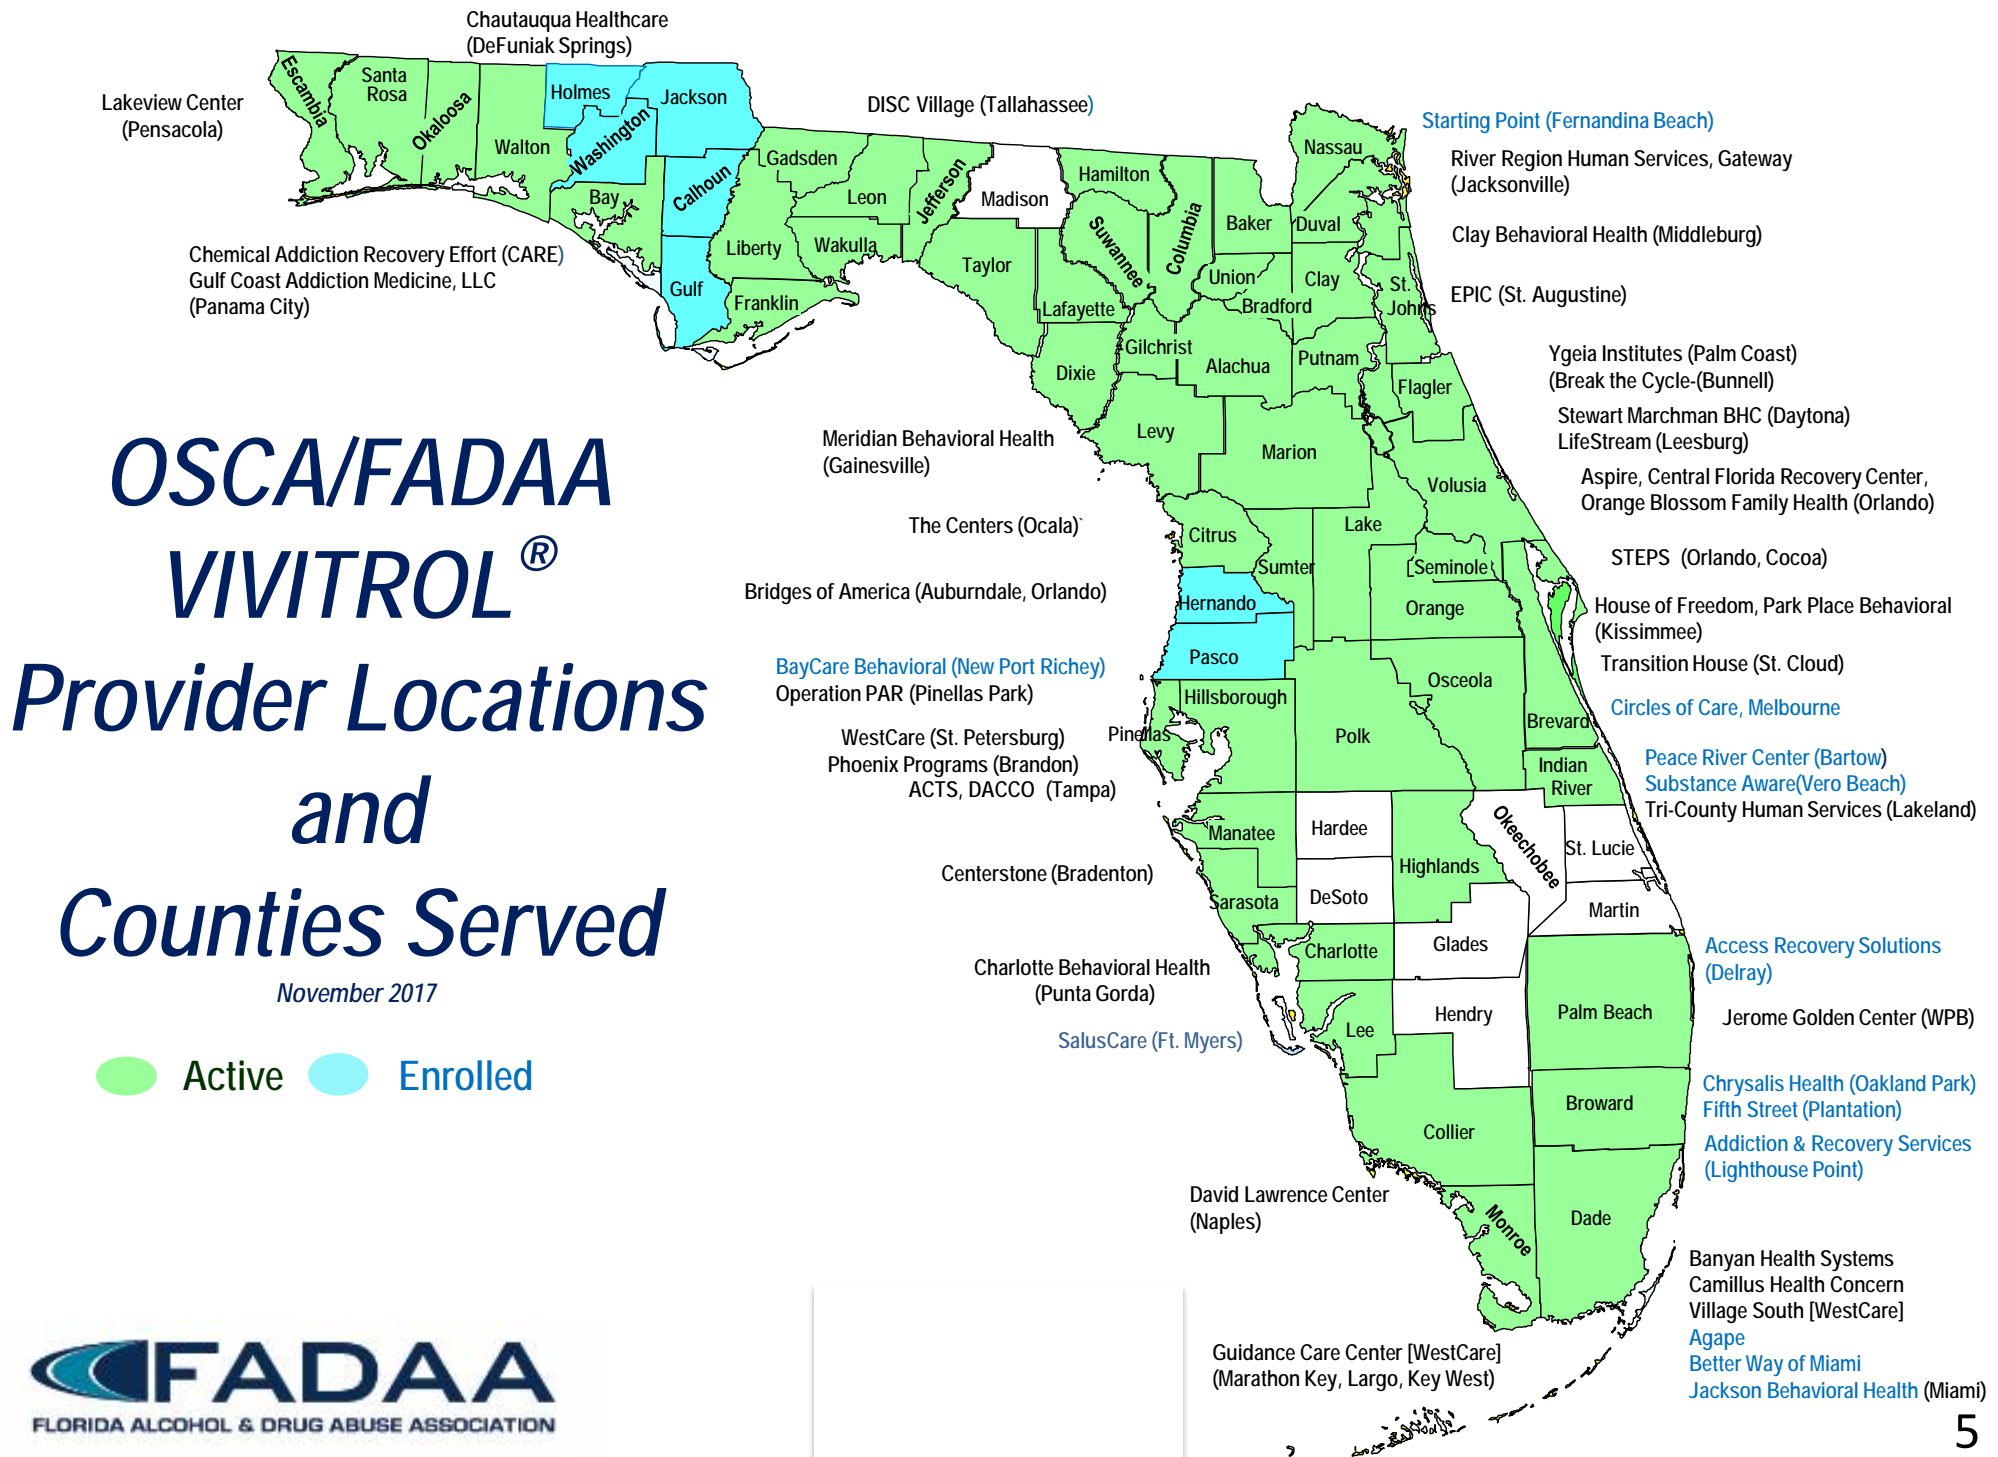 Chautauqua Healthcare
(DeFuniak Springs)
Lakeview Center
(Pensacola)
DISC Village (Tallahassee)
Starting Point (Fernandina Beach)
River Region Human Services, Gateway
(Jacksonville)
Clay Behavioral Health (Middleburg)
Chemical Addiction Recovery Effort (CARE)
Gulf Coast Addiction Medicine, LLC
(Panama City)
EPIC (St. Augustine)
Ygeia Institutes (Palm Coast)
(Break the Cycle-(Bunnell)
Stewart Marchman BHC (Daytona)
LifeStream (Leesburg)
Meridian Behavioral Health
(Gainesville)
Aspire, Central Florida Recovery Center,
Orange Blossom Family Health (Orlando)
The Centers (Ocala)`
STEPS (Orlando, Cocoa)
Bridges of America (Auburndale, Orlando)
House of Freedom, Park Place Behavioral
(Kissimmee)
Transition House (St. Cloud)
BayCare Behavioral (New Port Richey)
Operation PAR (Pinellas Park)
Circles of Care, Melbourne
WestCare (St. Petersburg)
Phoenix Programs (Brandon)
ACTS, DACCO (Tampa)
Peace River Center (Bartow)
Substance Aware(Vero Beach)
Tri-County Human Services (Lakeland)
Centerstone (Bradenton)
Access Recovery Solutions
(Delray)
Charlotte Behavioral Health
(Punta Gorda)
Jerome Golden Center (WPB)
SalusCare (Ft. Myers)
Chrysalis Health (Oakland Park)
Fifth Street (Plantation)
Addiction & Recovery Services
(Lighthouse Point)
David Lawrence Center
(Naples)
Banyan Health Systems
Camillus Health Concern
Village South [WestCare]
Agape
Better Way of Miami
Jackson Behavioral Health (Miami)
Guidance Care Center [WestCare]
(Marathon Key, Largo, Key West)
Escambia
Santa
Rosa
Okaloosa
Walton
Holmes
Washington
Jackson
Bay
Calhoun
Gulf
Gadsden
Liberty
Franklin
Leon
Wakulla
Jefferson
Madison
Taylor
Hamilton
Suwannee
Lafayette
Columbia
Dixie
Gilchrist
Baker
Union
Bradford
Alachua
Nassau
Duval
Clay
St.
Johns
Putnam
Flagler
Levy
Marion
Volusia
Citrus
Sumter
Lake
Seminole
Orange
Hernando
Pasco
Hillsborough
Pinellas
Polk
Osceola
Brevard
Indian
River
Manatee
Hardee
Highlands
Okeechobee
St. Lucie
Sarasota
DeSoto
Martin
Charlotte
Glades
Lee
Hendry
Palm Beach
Collier
Broward
Monroe
Dade
OSCA/FADAA
VIVITROL®
Provider Locations
and
Counties Served
November 2017
Active
Enrolled
FADAA
FLORIDA ALCOHOL & DRUG ABUSE ASSOCIATION
5